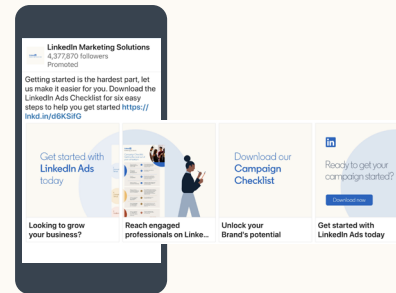 LinkedIn Marketing Solutions
4,377,870 followers
Promoted
Getting started is the hardest part, let
us make it easier for you. Download the
LinkedIn Ads Checklist for six easy
steps to help you get started https://
lnkd.in/d6KSifG
Get started with
LinkedIn Ads
today
Looking to grow
your business?
Reach engaged
professionals on Linke...
Download our
Campaign
Checklist
Unlock your
Brand's potential
in
Ready to get your
campaign started?
Download now
Get started with
LinkedIn Ads today